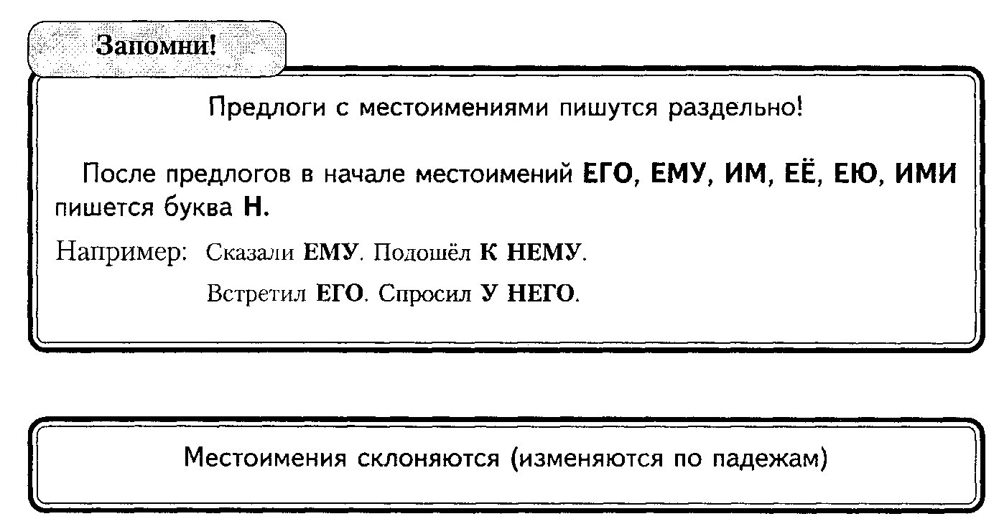 Запомни!
Предлоги с местоимениями пишутся раздельно!
После предлогов в начале местоимений ЕГО, ЕМУ, ИМ, ЕЁ, ЕЮ, ИМИ
пишется буква Н.
Например: Сказали ЕМУ. Подошёл К НЕМУ.
Встретил ЕГО. Спросил У НЕГО.
Местоимения склоняются (изменяются по падежам)